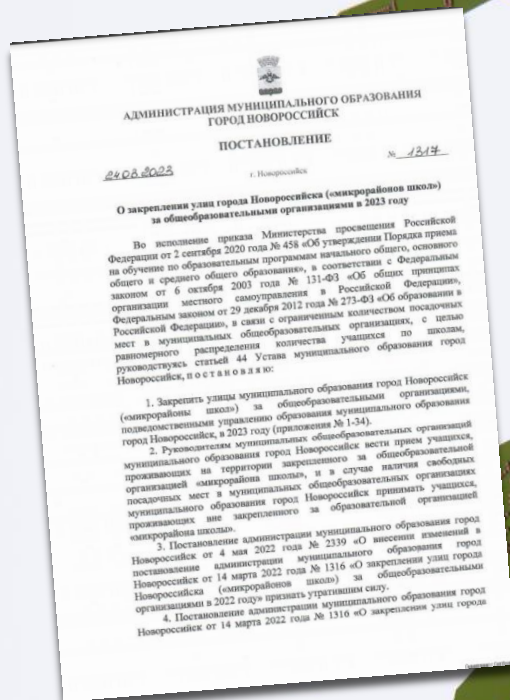 АДМИНИСТРАЦИЯ МУНИЦИПАЛЬНОГО ОБРАЗОВАНИЯ
ГОРОД НОВОРОССИЙСК
ПОСТАНОВЛЕНИЕ
24.03.2023
№ 1317
г. Новороссийск
О закреплении улиц города Новороссийска («микрорайонов школ»)
за общеобразовательными организациями в 2023 году
Во исполнение приказа Министерства просвещения Российской
Федерации от 2 сентября 2020 года № 458 «Об утверждении Порядка приема
на обучение по образовательным программам начального общего, основного
общего и среднего общего образования», в соответствии с Федеральным
законом от 6 октября 2003 года № 131-ФЗ «Об общих принципах
организации местного самоуправления в Российской Федерации»,
Федеральным законом от 29 декабря 2012 года № 273-ФЗ «Об образовании в
Российской Федерации», в связи с ограниченным количеством посадочных
мест в муниципальных общеобразовательных организациях, с целью
равномерного распределения количества учащихся по школам,
руководствуясь статьей 44 Устава муниципального образования город
Новороссийск, п о с т а н о в л я ю:
1. Закрепить улицы муниципального образования город Новороссийск
(«микрорайоны школ») за общеобразовательными организациями,
подведомственными управлению образования муниципального образования
город Новороссийск, в 2023 году (приложения № 1-34).
2. Руководителям муниципальных общеобразовательных организаций
муниципального образования город Новороссийск вести прием учащихся,
проживающих на территории закрепленного за общеобразовательной
организацией «микрорайона школы», и в случае наличия свободных
посадочных мест в муниципальных общеобразовательных организациях
муниципального образования город Новороссийск принимать учащихся,
проживающих вне закрепленного за образовательной организацией
«микрорайона школы».
3. Постановление администрации муниципального образования город
Новороссийск от 4 мая 2022 года № 2339 «О внесении изменений в
постановление администрации муниципального образования город
Новороссийск от 14 марта 2022 года № 1316 «О закреплении улиц города
Новороссийска («микрорайонов школ») за общеобразовательными
организациями в 2022 году» признать утратившим силу.
4. Постановление администрации муниципального образования город
Новороссийск от 14 марта 2022 года № 1316 «О закреплении улиц города